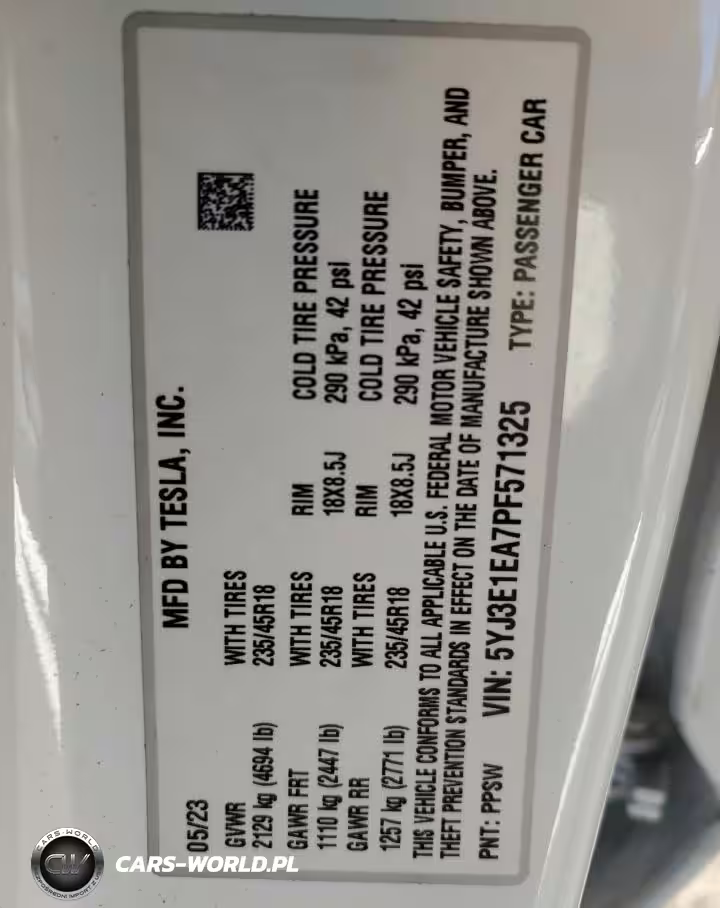 MFD BY TESLA, INC.
05/23
GVWR WITH TIRES
2129 kg (4694 lb) 235/45R18
GAWR FRT WITH TIRES RIM COLD TIRE PRESSURE
1110 kg (2447 lb) 235/45R18 18X8.5J 290 kPa, 42 psi
GAWR RR WITH TIRES RIM COLD TIRE PRESSURE
1257 kg (2771 lb) 235/45R18 18X8.5J 290 kPa, 42 psi
THIS VEHICLE CONFORMS TO ALL APPLICABLE U.S. FEDERAL MOTOR VEHICLE SAFETY, BUMPER, AND
THEFT PREVENTION STANDARDS IN EFFECT ON THE DATE OF MANUFACTURE SHOWN ABOVE.
PNT: PPSW VIN: 5YJ3E1EA7PF571325 TYPE: PASSENGER CAR
CARS-WORLD
CW
CARS-WORLD.PL